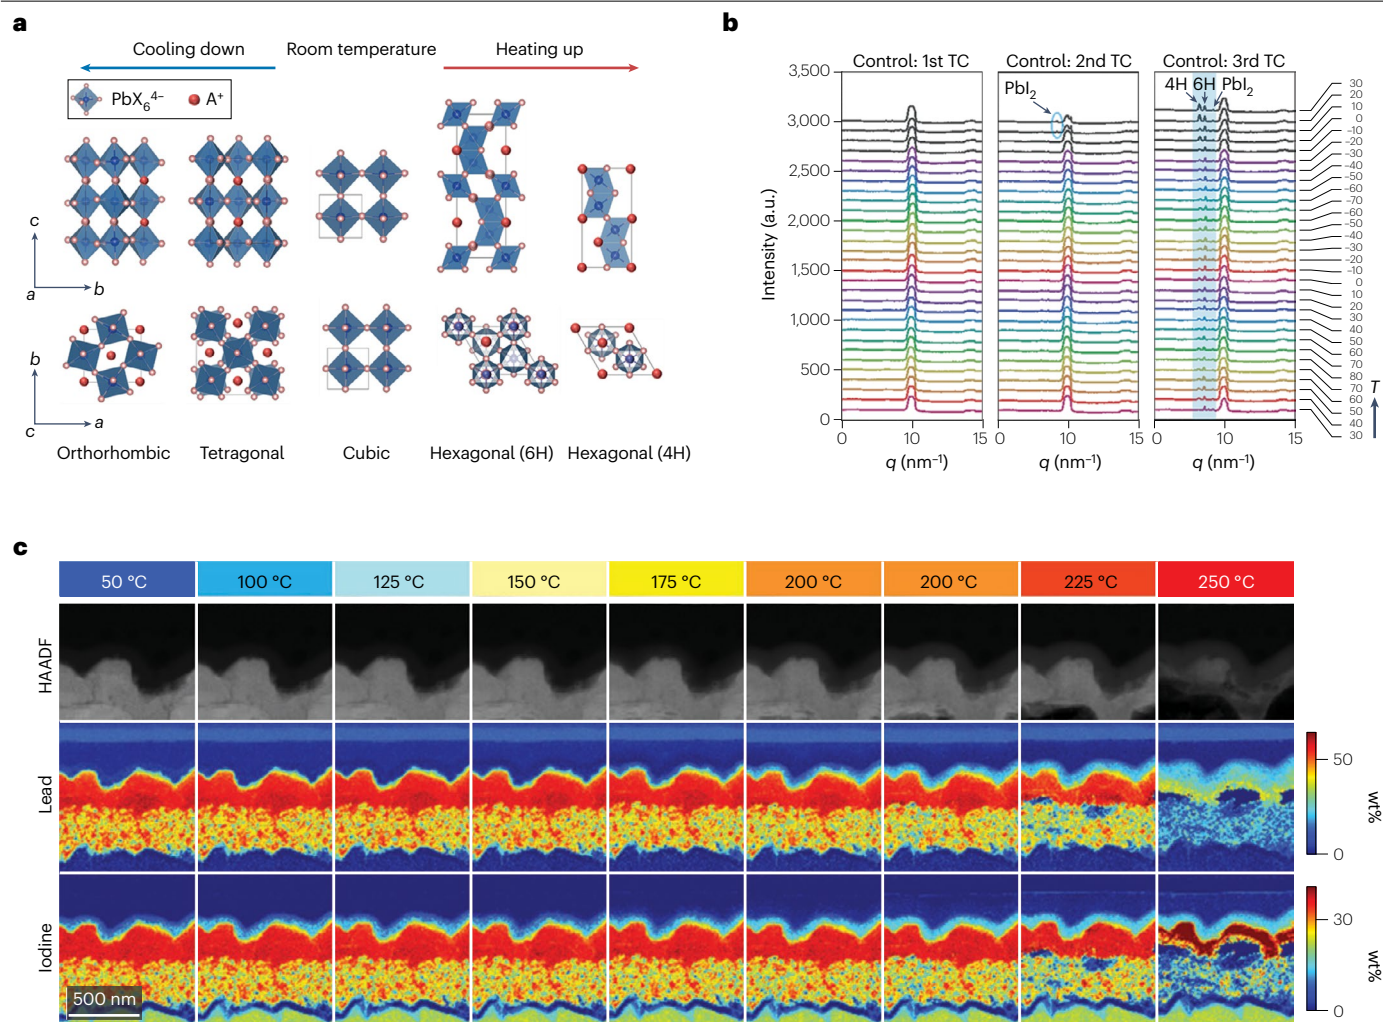 a
Cooling down
Room temperature
Heating up
PbX₆⁴⁻
A⁺
c
a
b
b
c
a
Orthorhombic
Tetragonal
Cubic
Hexagonal (6H)
Hexagonal (4H)
b
Control: 1st TC
Control: 2nd TC
Control: 3rd TC
PbI₂
4H 6H PbI₂
Intensity (a.u.)
3,500
3,000
2,500
2,000
1,500
1,000
500
0
0 10 15
0 10 15
0 10 15
q (nm⁻¹)
q (nm⁻¹)
q (nm⁻¹)
30
20
10
0
–10
–20
–30
–40
–50
–60
–70
–60
–50
–40
–30
–20
–10
0
10
20
30
40
50
60
70
80
70
60
50
40
30
T
c
50 °C
100 °C
125 °C
150 °C
175 °C
200 °C
200 °C
225 °C
250 °C
HAADF
Lead
50
0
wt%
Iodine
30
0
wt%
500 nm